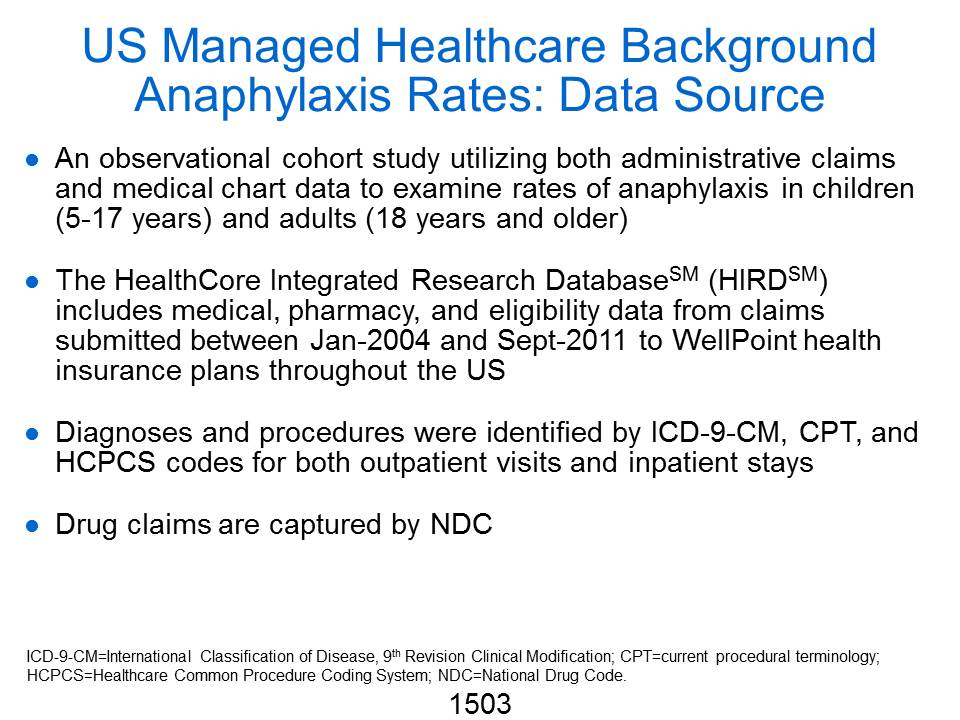 US Managed Healthcare Background
Anaphylaxis Rates: Data Source
● An observational cohort study utilizing both administrative claims
and medical chart data to examine rates of anaphylaxis in children
(5-17 years) and adults (18 years and older)
● The HealthCore Integrated Research DatabaseSM (HIRDSM)
includes medical, pharmacy, and eligibility data from claims
submitted between Jan-2004 and Sept-2011 to WellPoint health
insurance plans throughout the US
● Diagnoses and procedures were identified by ICD-9-CM, CPT, and
HCPCS codes for both outpatient visits and inpatient stays
● Drug claims are captured by NDC
ICD-9-CM=International Classification of Disease, 9th Revision Clinical Modification; CPT=current procedural terminology;
HCPCS=Healthcare Common Procedure Coding System; NDC=National Drug Code.
1503